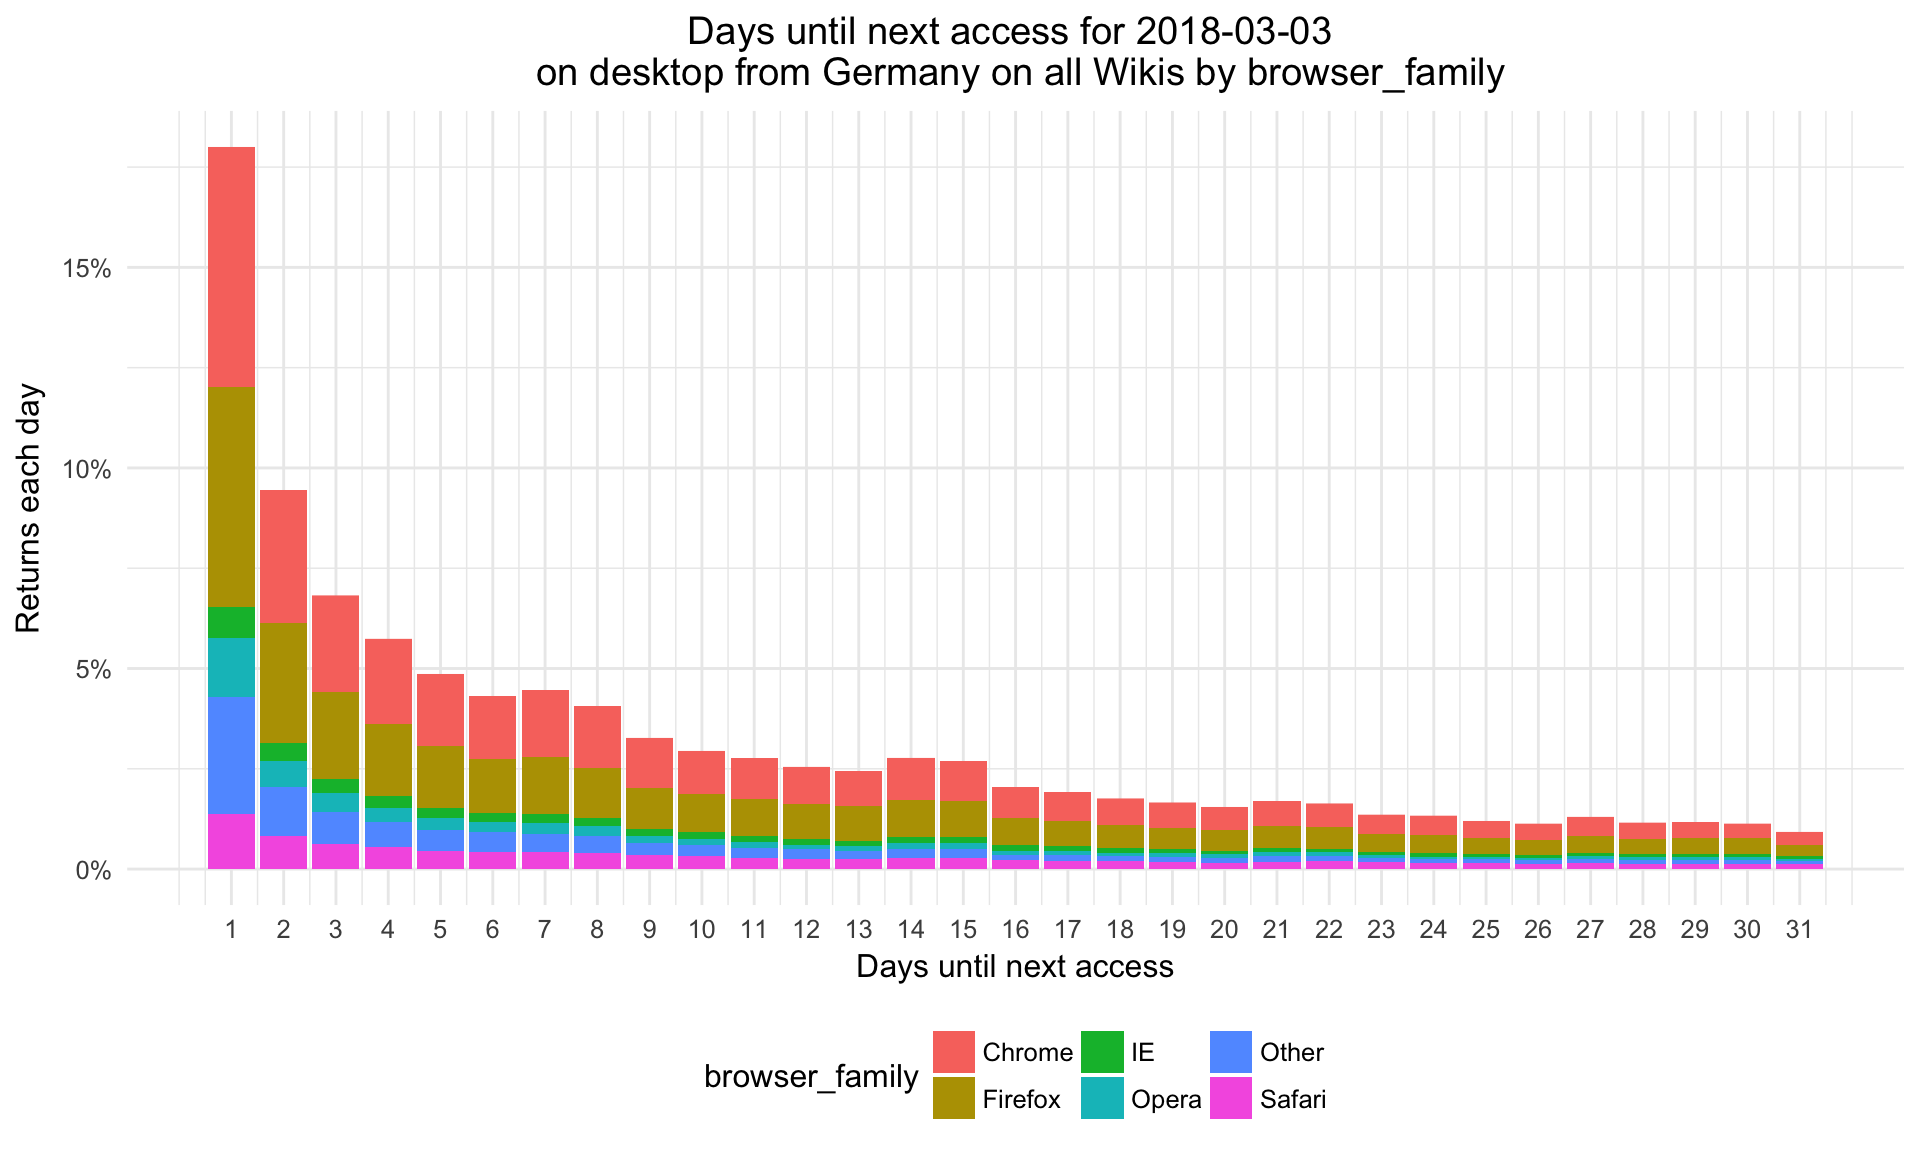 Days until next access for 2018-03-03
on desktop from Germany on all Wikis by browser_family
Returns each day
15%
10%
5%
0%
1 2 3 4 5 6 7 8 9 10 11 12 13 14 15 16 17 18 19 20 21 22 23 24 25 26 27 28 29 30 31
Days until next access
browser_family
Chrome IE Other
Firefox Opera Safari